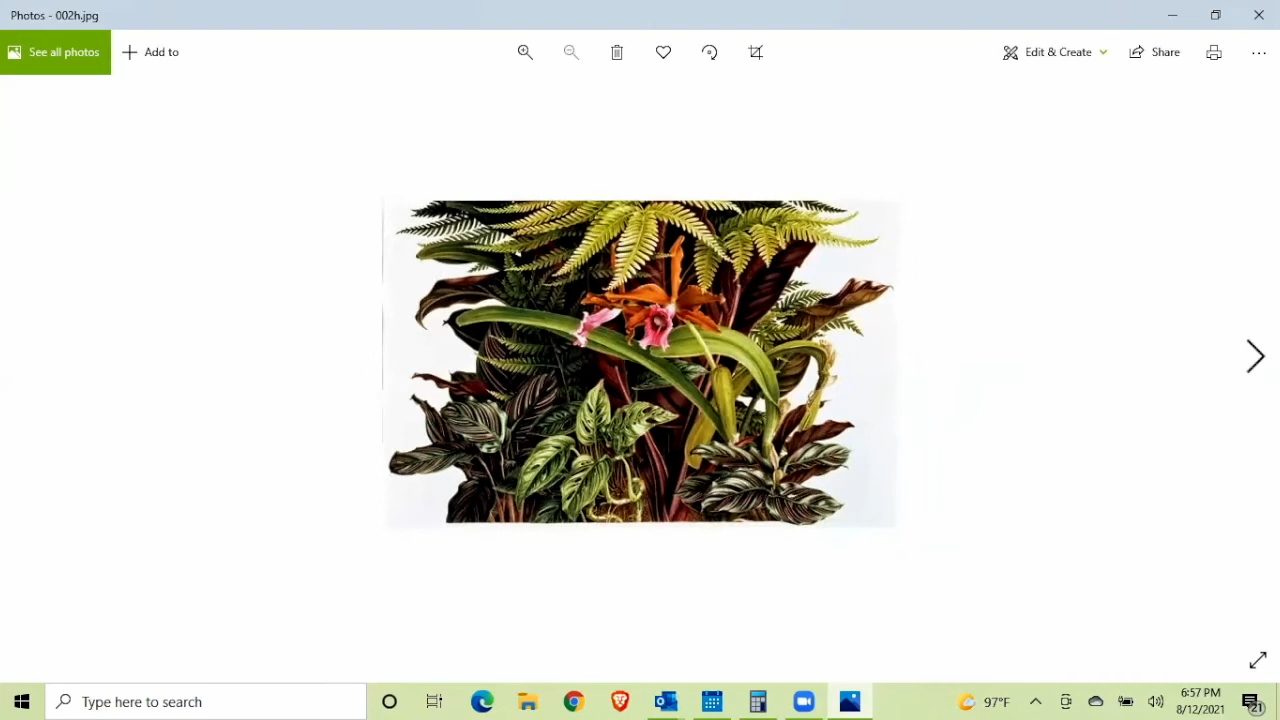 Photos - 002h.jpg
See all photos
Add to
Edit & Create
Share
Type here to search
97°F
6:57 PM
8/12/2021
21